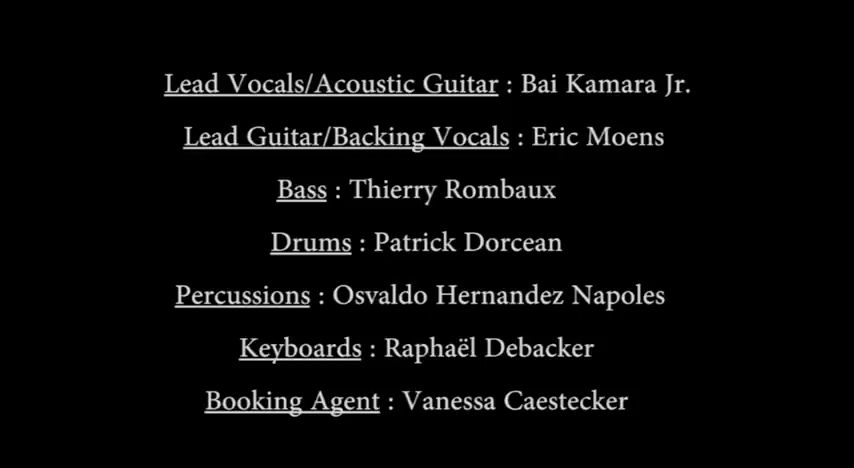 Lead Vocals/Acoustic Guitar : Bai Kamara Jr.
Lead Guitar/Backing Vocals : Eric Moens
Bass : Thierry Rombaux
Drums : Patrick Dorcean
Percussions : Osvaldo Hernandez Napoles
Keyboards : Raphaël Debacker
Booking Agent : Vanessa Caestecker